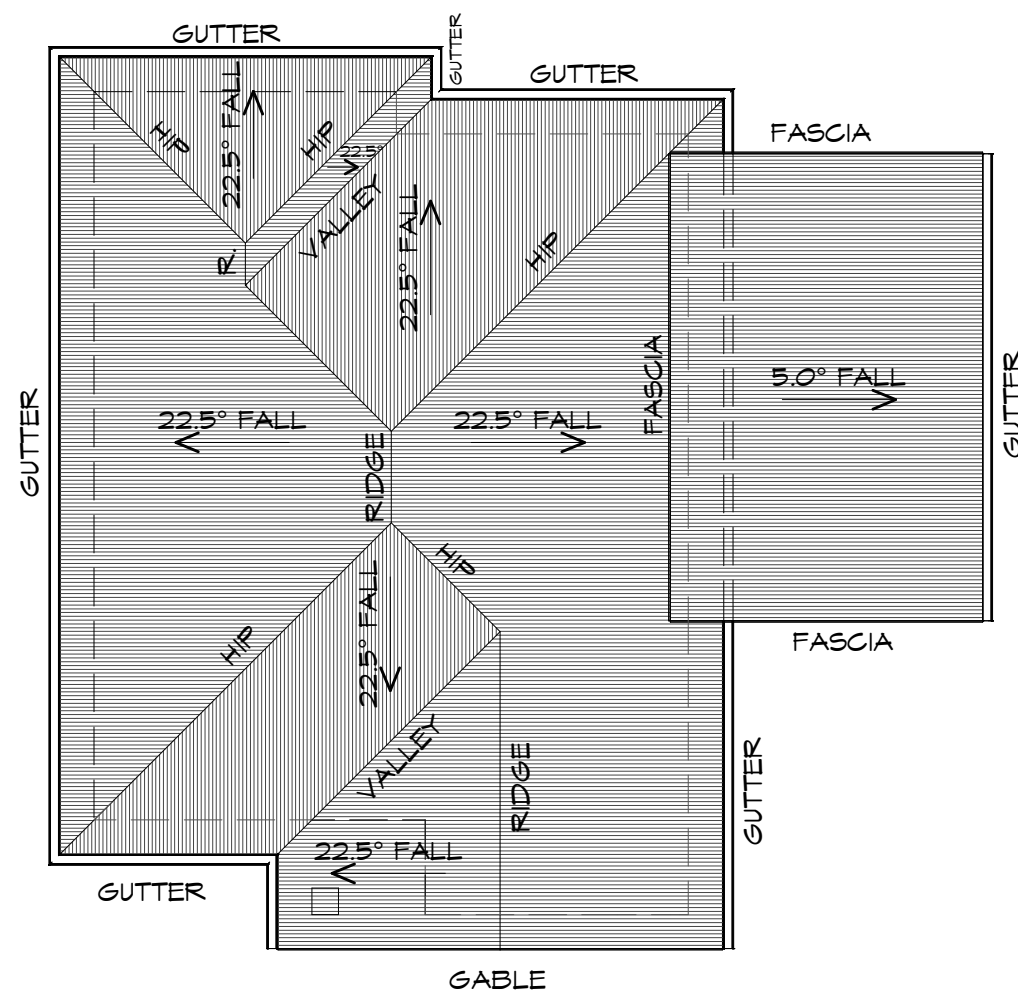 GUTTER
GUTTER
GUTTER
FASCIA
HIP
22.5° FALL
HIP
22.5°
VALLEY
R.
22.5° FALL
HIP
FASCIA
5.0° FALL
GUTTER
GUTTER
22.5° FALL
22.5° FALL
RIDGE
HIP
22.5° FALL
HIP
FASCIA
VALLEY
RIDGE
GUTTER
22.5° FALL
GUTTER
GABLE